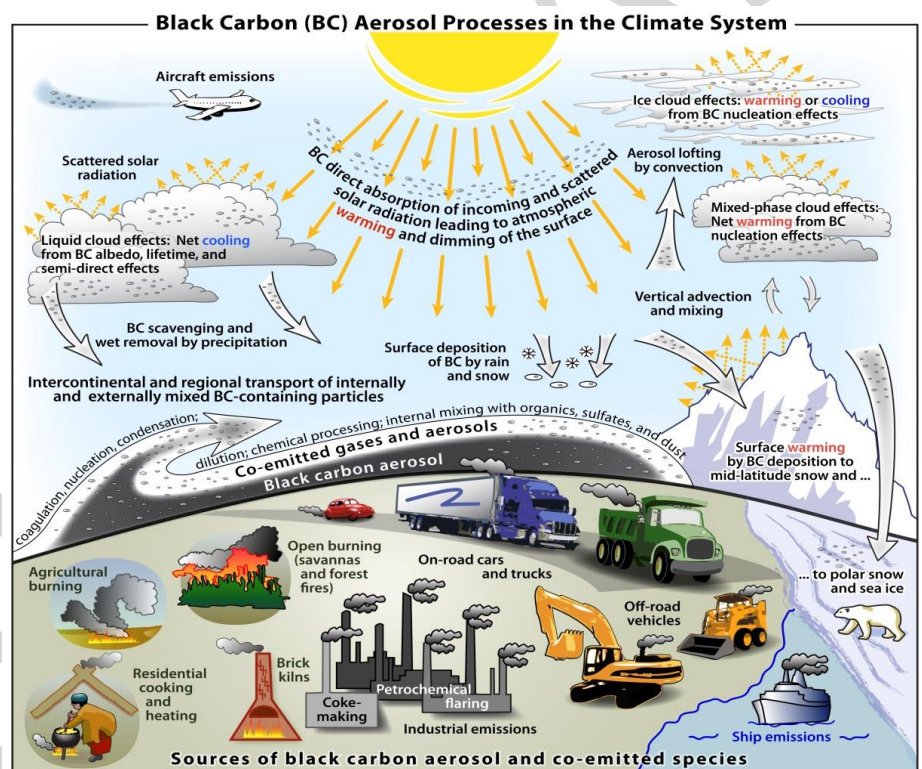 Black Carbon (BC) Aerosol Processes in the Climate System
Aircraft emissions
Ice cloud effects: warming or cooling
from BC nucleation effects
Scattered solar
radiation
BC direct absorption of incoming and scattered
solar radiation leading to atmospheric
warming and dimming of the surface
Aerosol lofting
by convection
Mixed-phase cloud effects:
Net warming from BC
nucleation effects
Liquid cloud effects: Net cooling
from BC albedo, lifetime, and
semi-direct effects
Vertical advection
and mixing
BC scavenging and
wet removal by precipitation
Surface deposition
of BC by rain
and snow
Intercontinental and regional transport of internally
and externally mixed BC-containing particles
Coagulation, nucleation, condensation;
dilution; chemical processing; internal mixing with organics, sulfates, and dust
Co-emitted gases and aerosols
Black carbon aerosol
Surface warming
by BC deposition to
mid-latitude snow and ...
... to polar snow
and sea ice
Agricultural
burning
Open burning
(savannas
and forest
fires)
On-road cars
and trucks
Off-road
vehicles
Residential
cooking
and
heating
Brick
kilns
Coke-
making
Petrochemical
flaring
Industrial emissions
Ship emissions
Sources of black carbon aerosol and co-emitted species